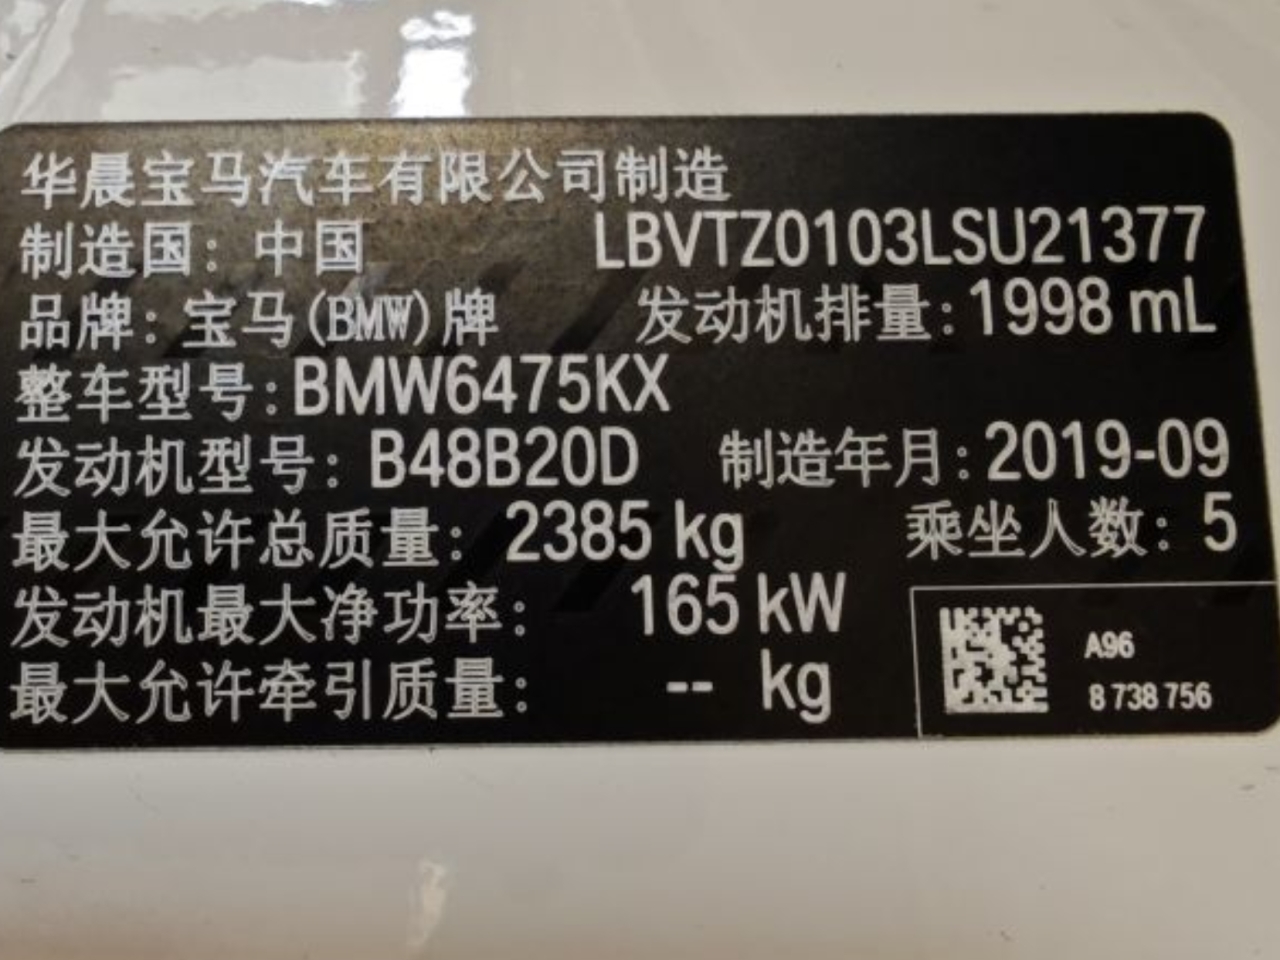 华晨宝马汽车有限公司制造
制造国：中国 LBVTZ0103LSU21377
品牌：宝马(BMW)牌 发动机排量：1998 mL
整车型号：BMW6475KX
发动机型号：B48B20D 制造年月：2019-09
最大允许总质量：2385 kg 乘坐人数：5
发动机最大净功率：165 kW
最大允许牵引质量：-- kg
A96
8 738 756